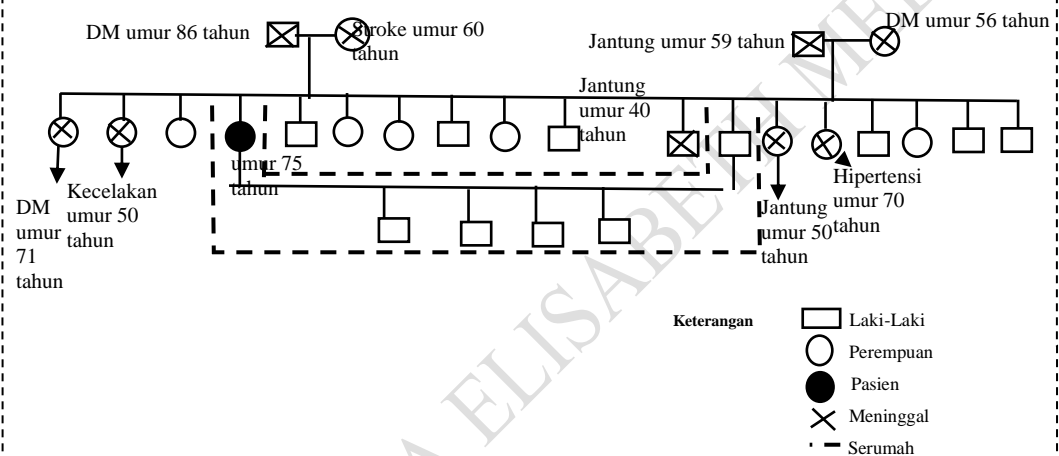 DM umur 86 tahun
Stroke umur 60
tahun
Jantung umur 59 tahun
DM umur 56 tahun
Jantung
umur 40
tahun
umur 75
tahun
DM
umur
71
tahun
Kecelakan
umur 50
tahun
Jantung
umur 50
tahun
Hipertensi
umur 70
tahun
Keterangan
Laki-Laki
Perempuan
Pasien
Meninggal
Serumah
ELISABETH